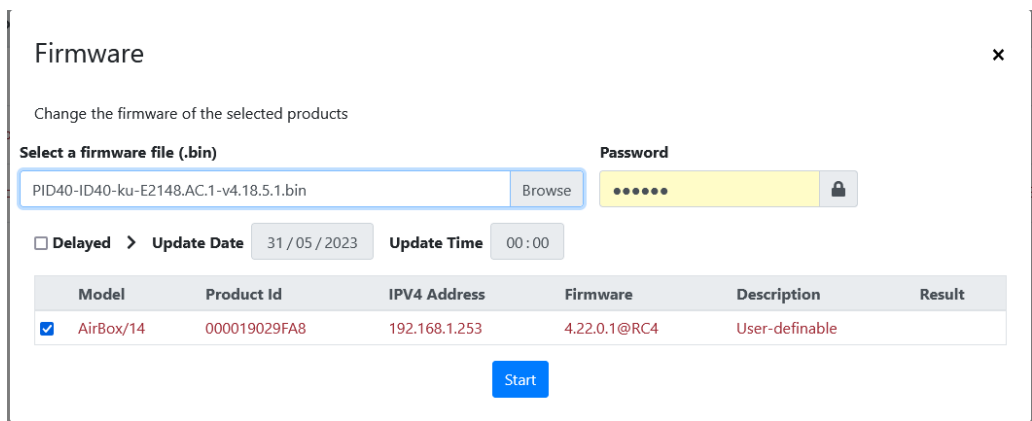 Firmware
×
Change the firmware of the selected products
Select a firmware file (.bin) Password
PID40-ID40-ku-E2148.AC.1-v4.18.5.1.bin Browse ••••••
Delayed > Update Date 31/05/2023 Update Time 00:00
Model Product Id IPV4 Address Firmware Description Result
AirBox/14 000019029FA8 192.168.1.253 4.22.0.1@RC4 User-definable
Start